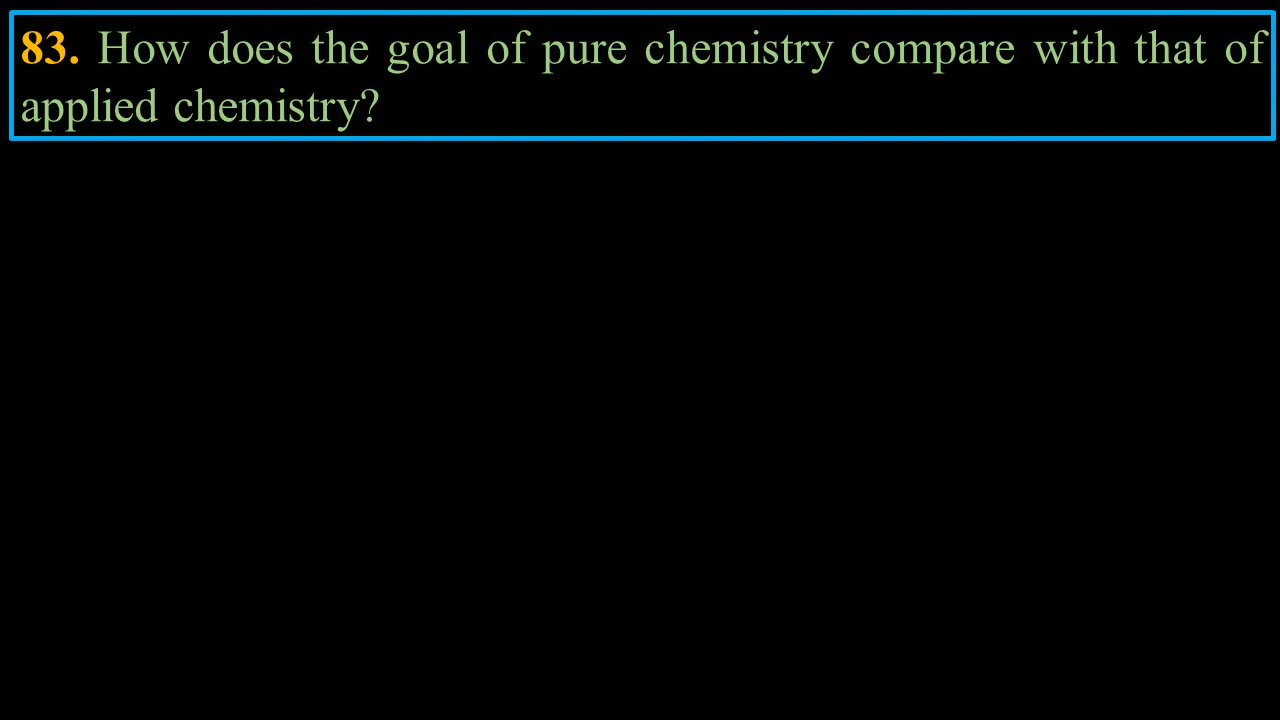 83. How does the goal of pure chemistry compare with that of
applied chemistry?